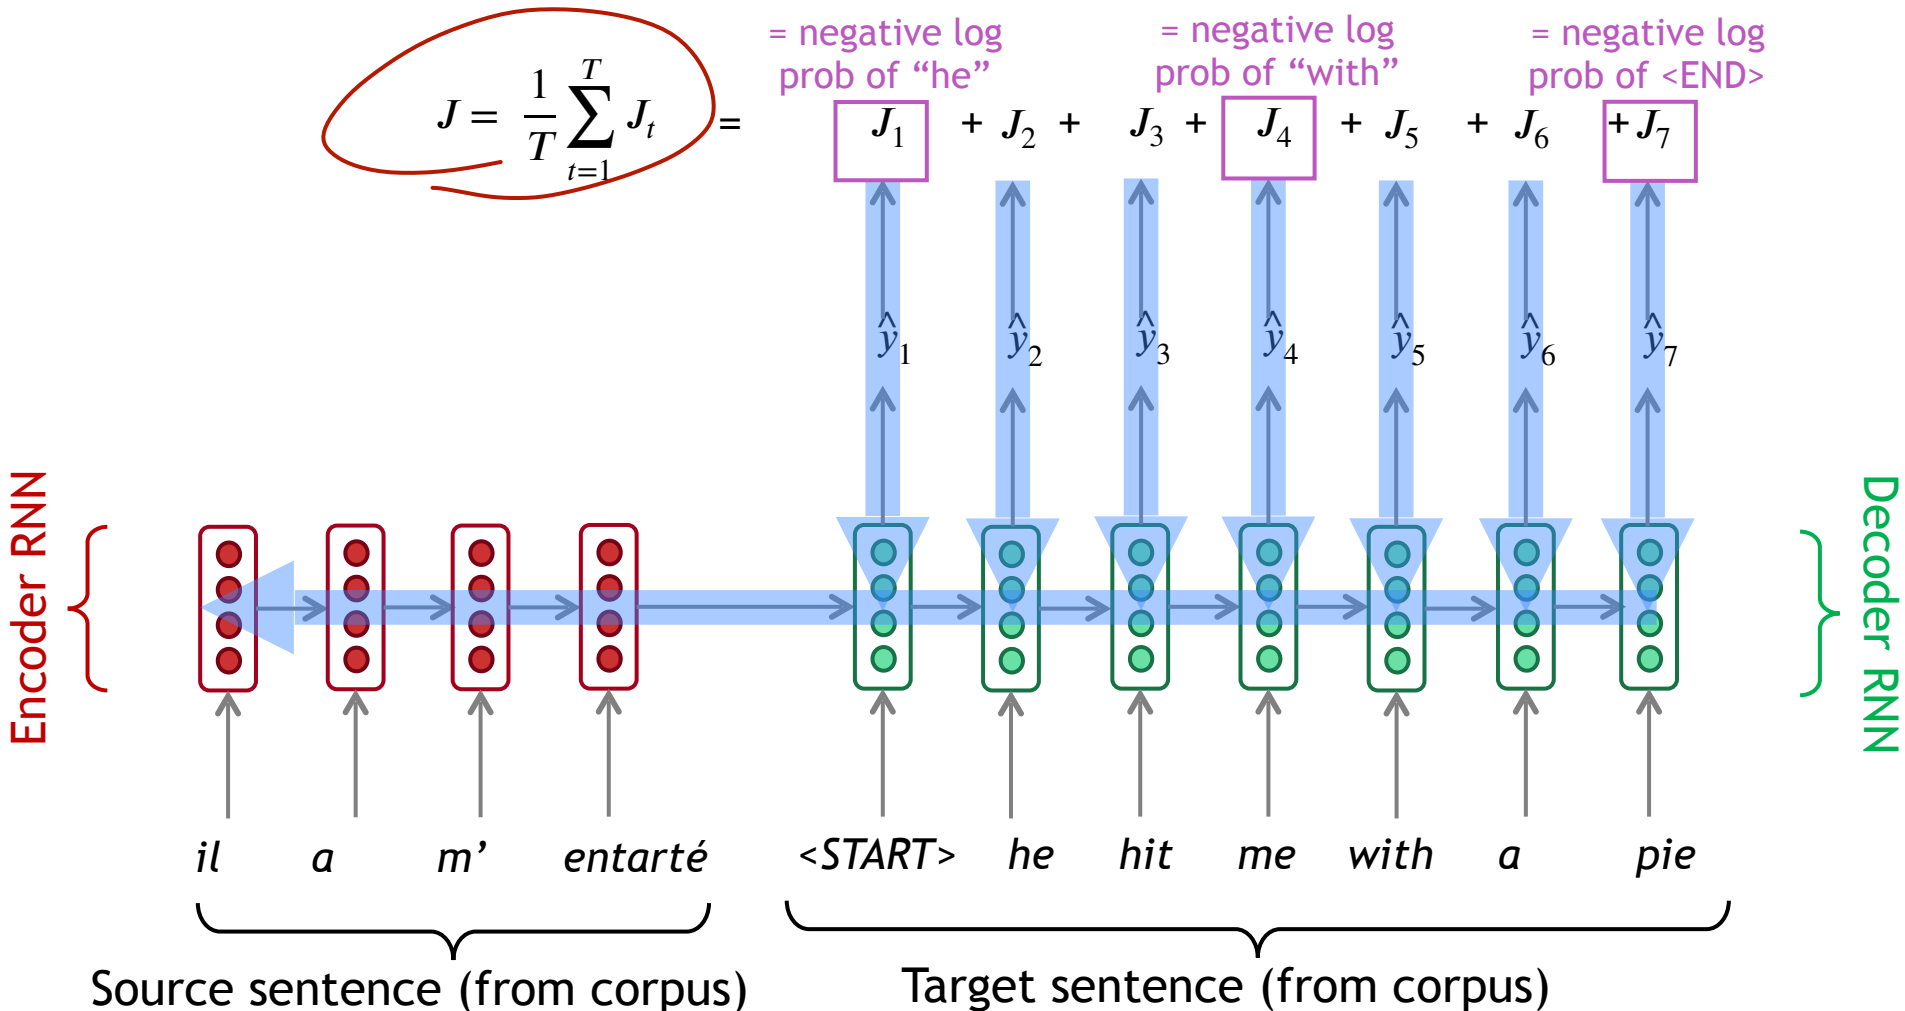 = negative log prob of “he”
= negative log prob of “with”
= negative log prob of <END>
J = 1/T ∑_{t=1}^{T} J_t = J_1 + J_2 + J_3 + J_4 + J_5 + J_6 + J_7
ŷ_1 ŷ_2 ŷ_3 ŷ_4 ŷ_5 ŷ_6 ŷ_7
Encoder RNN
Decoder RNN
il a m’ entarté <START> he hit me with a pie
Source sentence (from corpus)
Target sentence (from corpus)